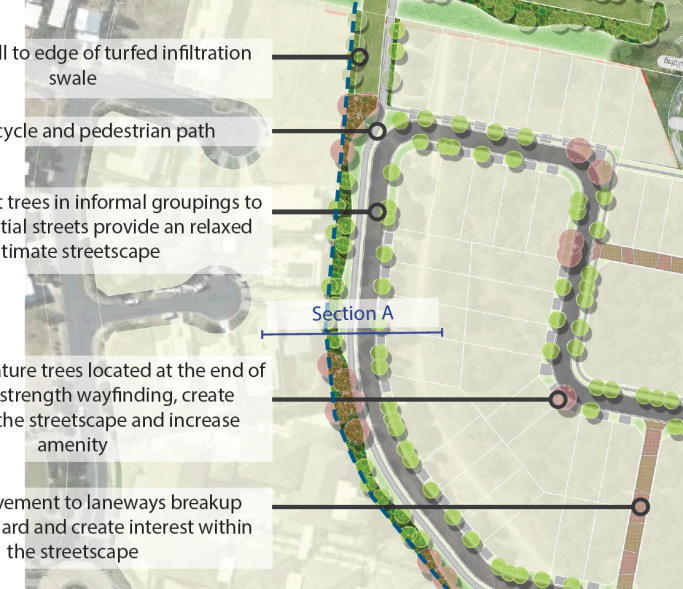 ll to edge of turfed infiltration
swale
cycle and pedestrian path
t trees in informal groupings to
tial streets provide an relaxed
timate streetscape
Section A
ature trees located at the end of
strength wayfinding, create
the streetscape and increase
amenity
vement to laneways breakup
ard and create interest within
the streetscape